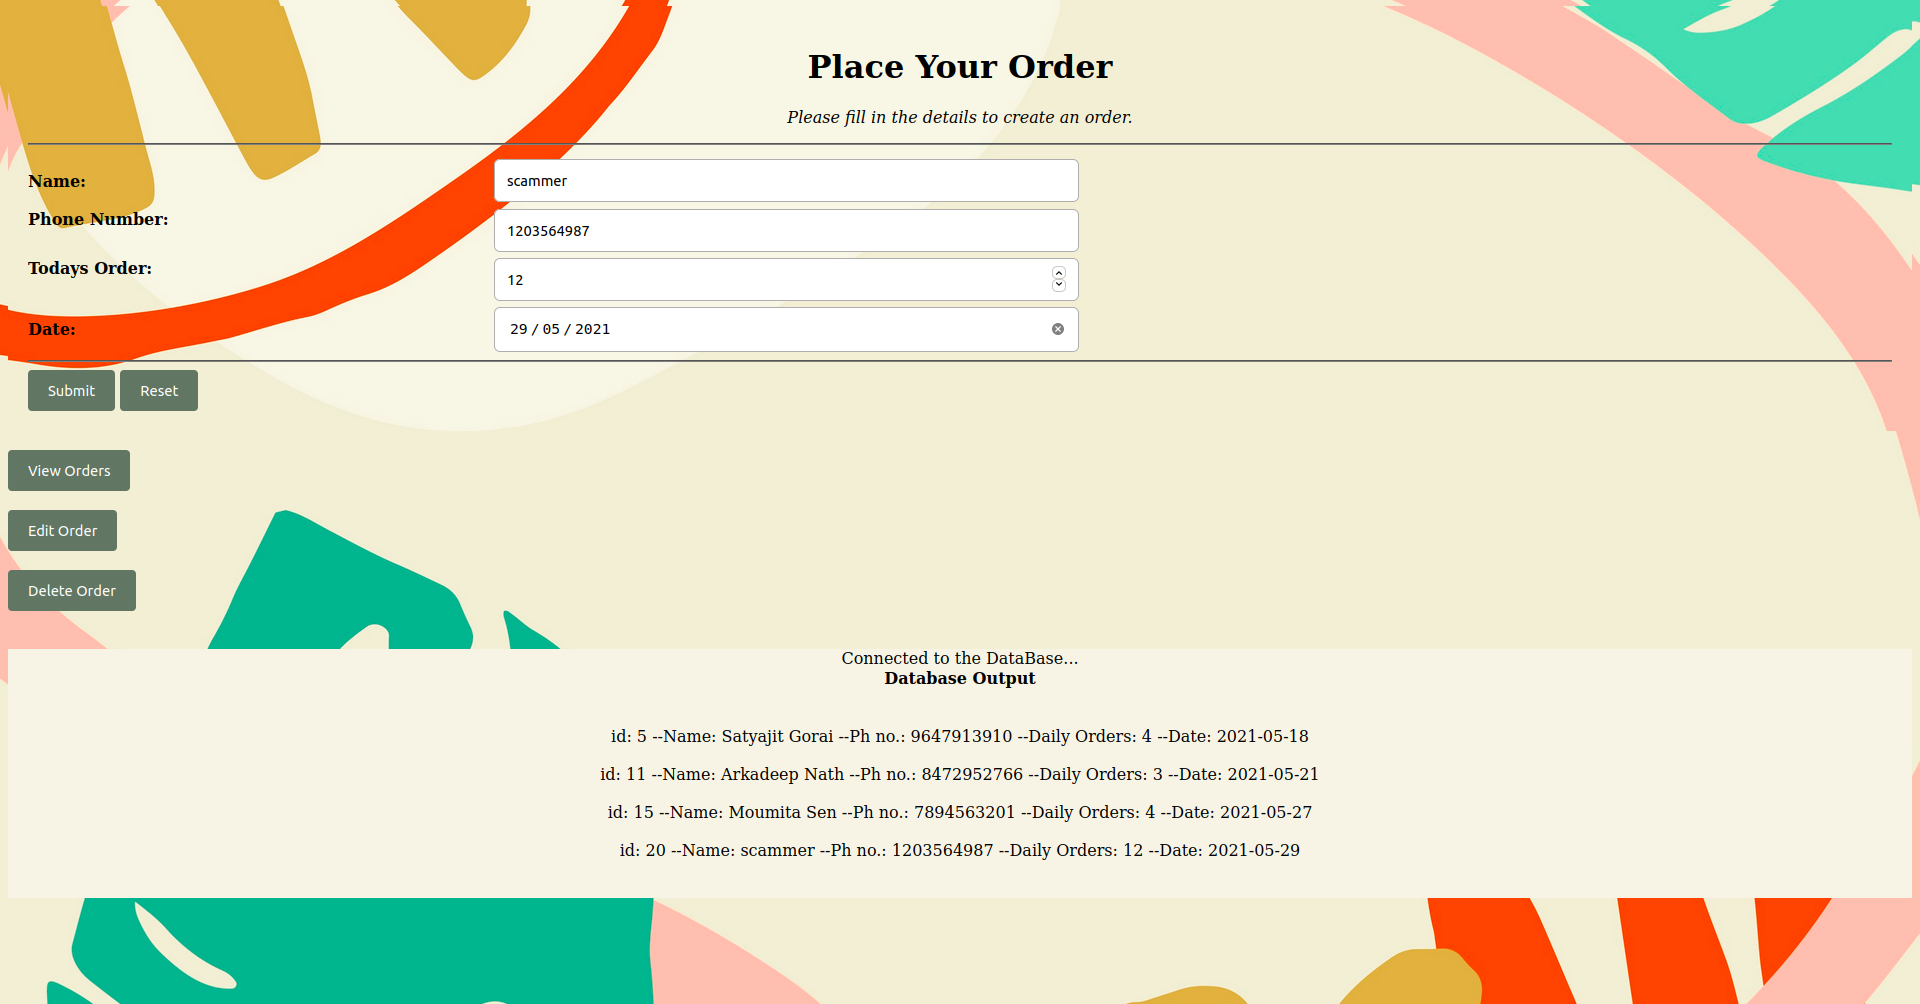 Place Your Order
Please fill in the details to create an order.
Name: scammer
Phone Number: 1203564987
Todays Order: 12
Date: 29 / 05 / 2021
Submit Reset
View Orders
Edit Order
Delete Order
Connected to the DataBase...
Database Output
id: 5 --Name: Satyajit Gorai --Ph no.: 9647913910 --Daily Orders: 4 --Date: 2021-05-18
id: 11 --Name: Arkadeep Nath --Ph no.: 8472952766 --Daily Orders: 3 --Date: 2021-05-21
id: 15 --Name: Moumita Sen --Ph no.: 7894563201 --Daily Orders: 4 --Date: 2021-05-27
id: 20 --Name: scammer --Ph no.: 1203564987 --Daily Orders: 12 --Date: 2021-05-29